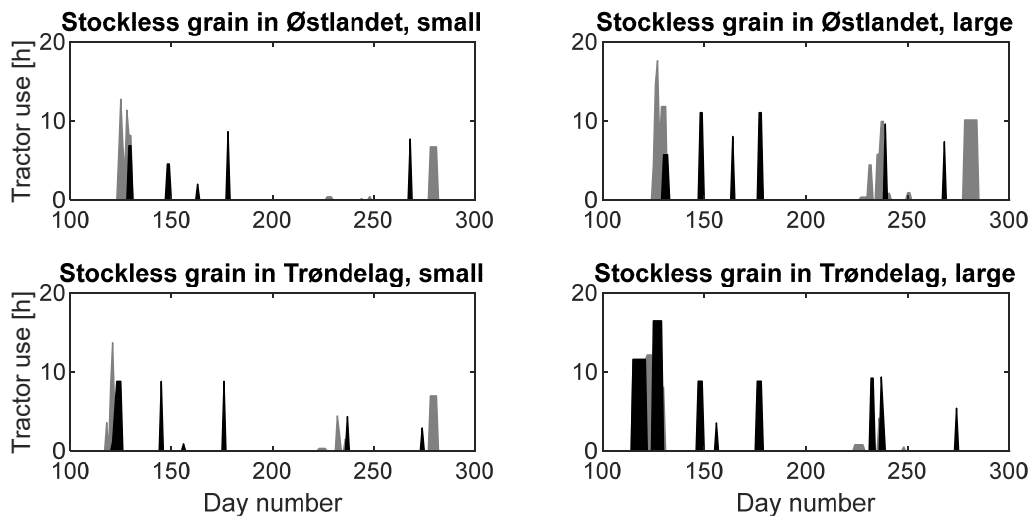 Stockless grain in Østlandet, small
Tractor use [h]
20
10
0
100 150 200 250 300
Stockless grain in Østlandet, large
20
10
0
100 150 200 250 300
Stockless grain in Trøndelag, small
Tractor use [h]
20
10
0
100 150 200 250 300
Day number
Stockless grain in Trøndelag, large
20
10
0
100 150 200 250 300
Day number